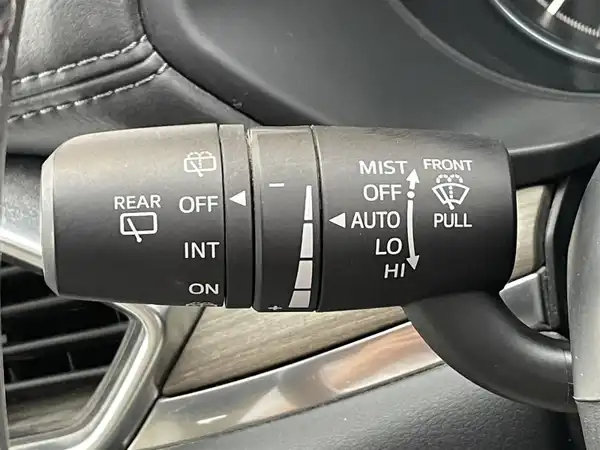 REAR
OFF
INT
ON
−
+
MIST
OFF
AUTO
LO
HI
FRONT
PULL